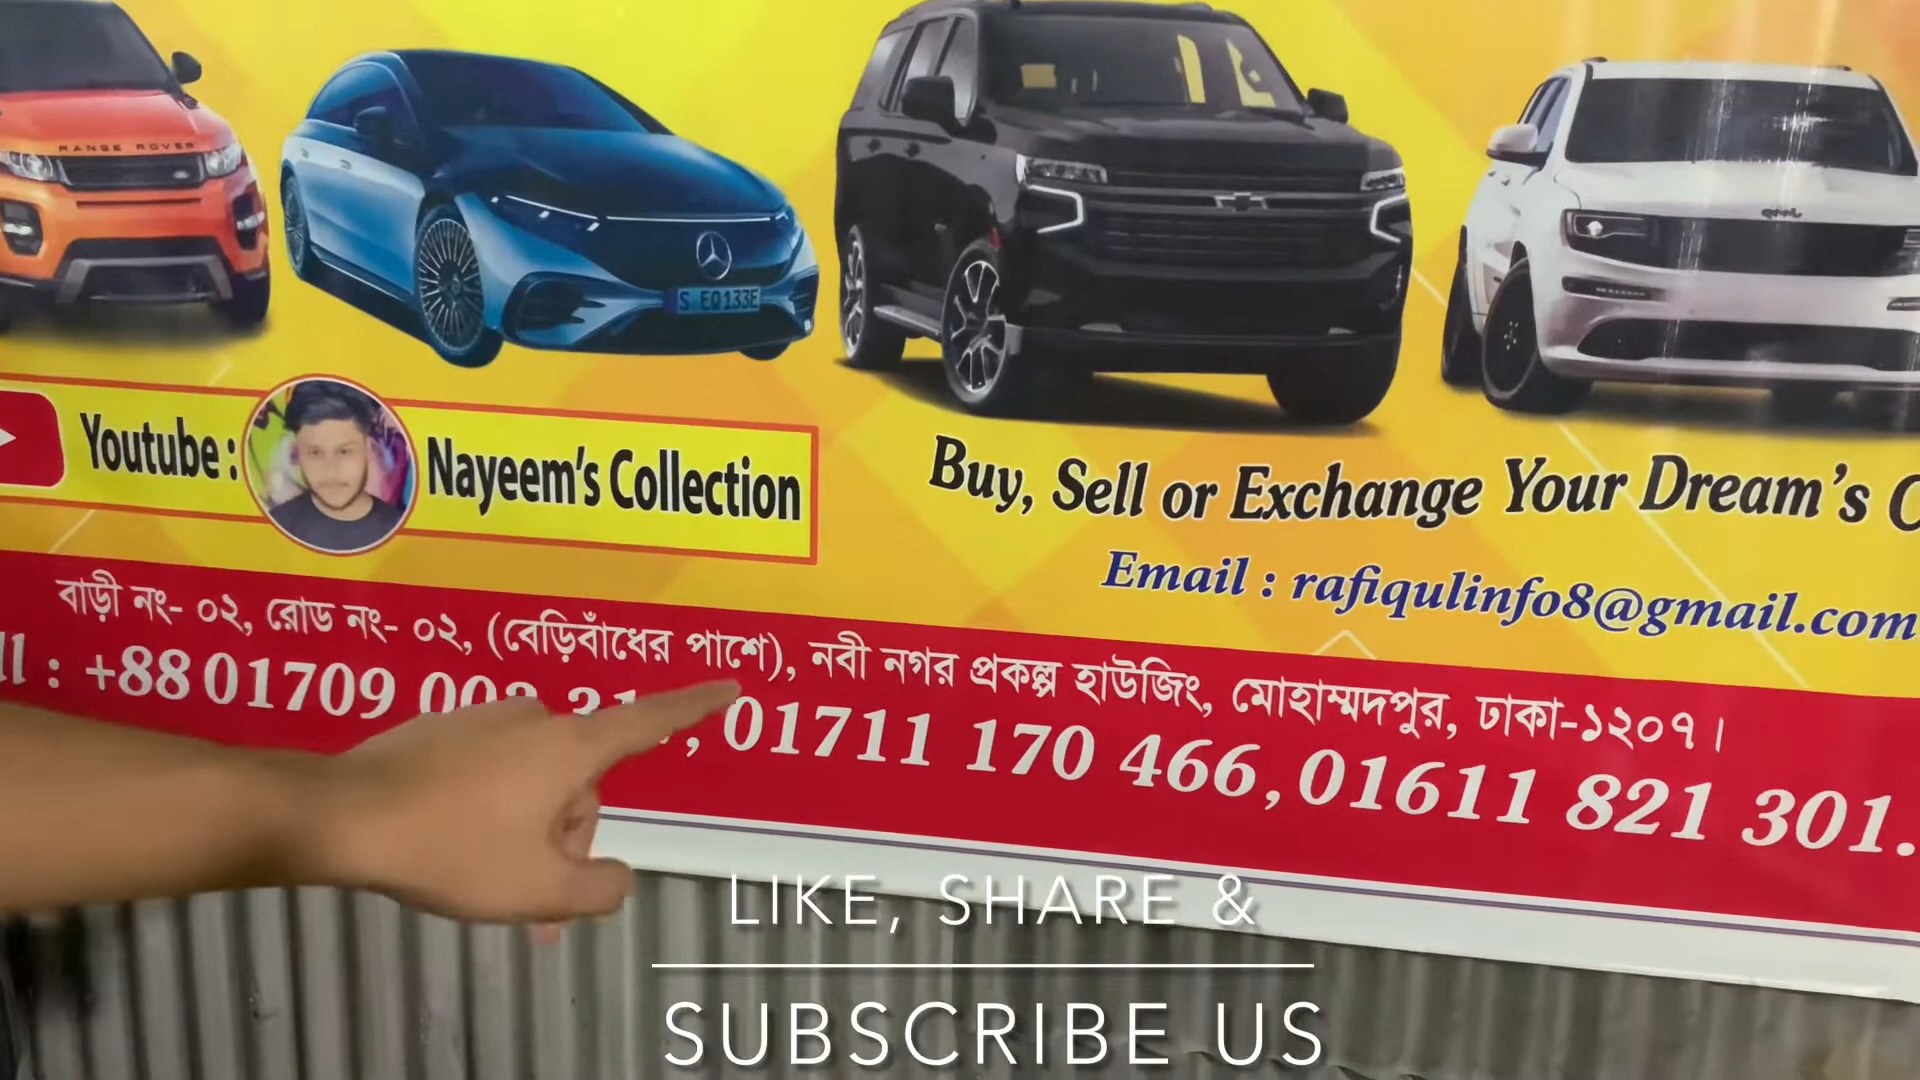 RANGE ROVER
S EQ 133E
Jeep
Youtube : Nayeem's Collection
Buy, Sell or Exchange Your Dream's
Email : rafiqulinfo8@gmail.com
বাড়ী নং- ০২, রোড নং- ০২, (বেড়িবাঁধের পাশে), নবী নগর প্রকল্প হাউজিং, মোহাম্মদপুর, ঢাকা-১২০৭।
: +88 01709 , 01711 170 466, 01611 821 301.
LIKE, SHARE &
SUBSCRIBE US